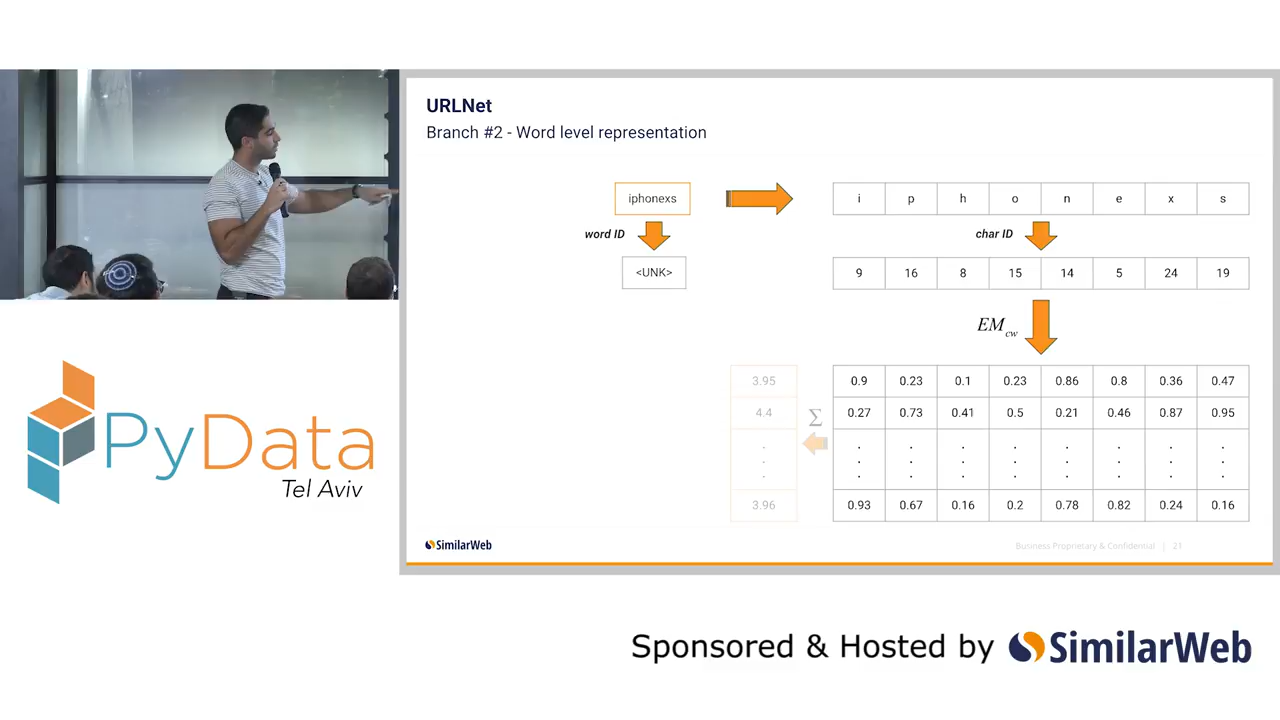 URLNet
Branch #2 - Word level representation
iphonexs
i p h o n e x s
word ID
char ID
<UNK>
9 16 8 15 14 5 24 19
EMcw
3.95
0.9 0.23 0.1 0.23 0.86 0.8 0.36 0.47
4.4
Σ
0.27 0.73 0.41 0.5 0.21 0.46 0.87 0.95
. . . . . . . . .
. . . . . . . . .
. . . . . . . . .
3.96
0.93 0.67 0.16 0.2 0.78 0.82 0.24 0.16
SimilarWeb
Business Proprietary & Confidential | 21
PyData
Tel Aviv
Sponsored & Hosted by SimilarWeb